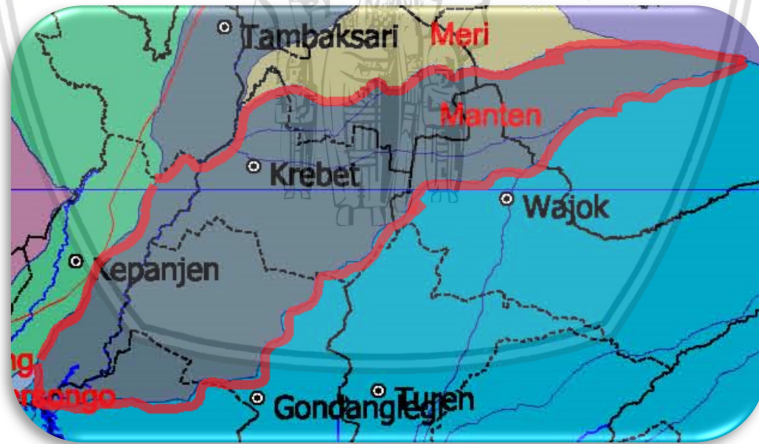 Tambaksari
Meri
Manten
Krebet
Wajok
Kepanjen
Gondanglegi
Turen